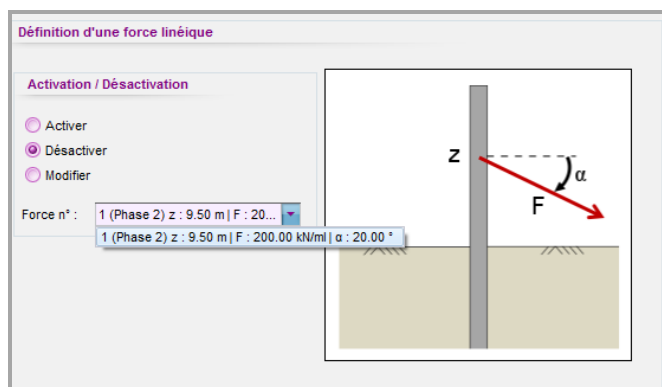 Définition d'une force linéique
Activation / Désactivation
Activer
Désactiver
Modifier
Force n° : 1 (Phase 2) z : 9.50 m | F : 20...
1 (Phase 2) z : 9.50 m | F : 200.00 kN/ml | α : 20.00 °
z
α
F